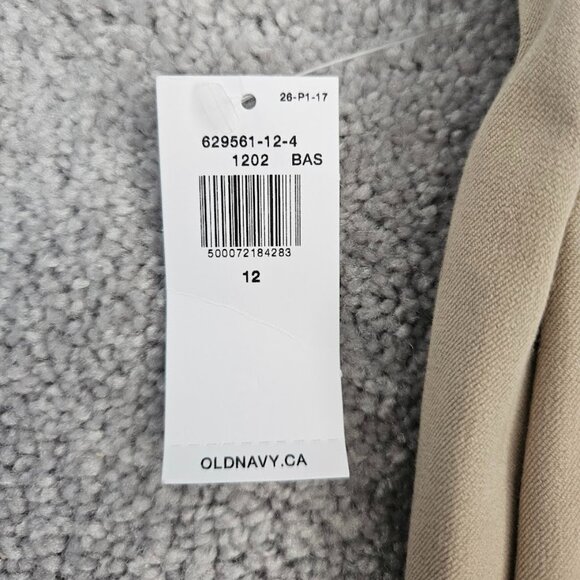 26-P1-17
629561-12-4
1202 BAS
500072184283
12
OLDNAVY.CA